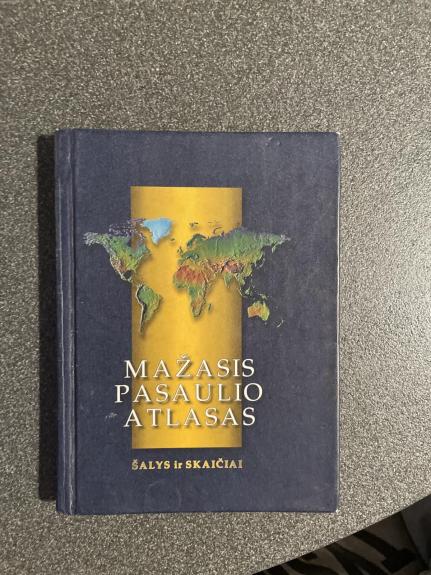 MAŽASIS
PASAULIO
ATLASAS
ŠALYS ir SKAIČIAI